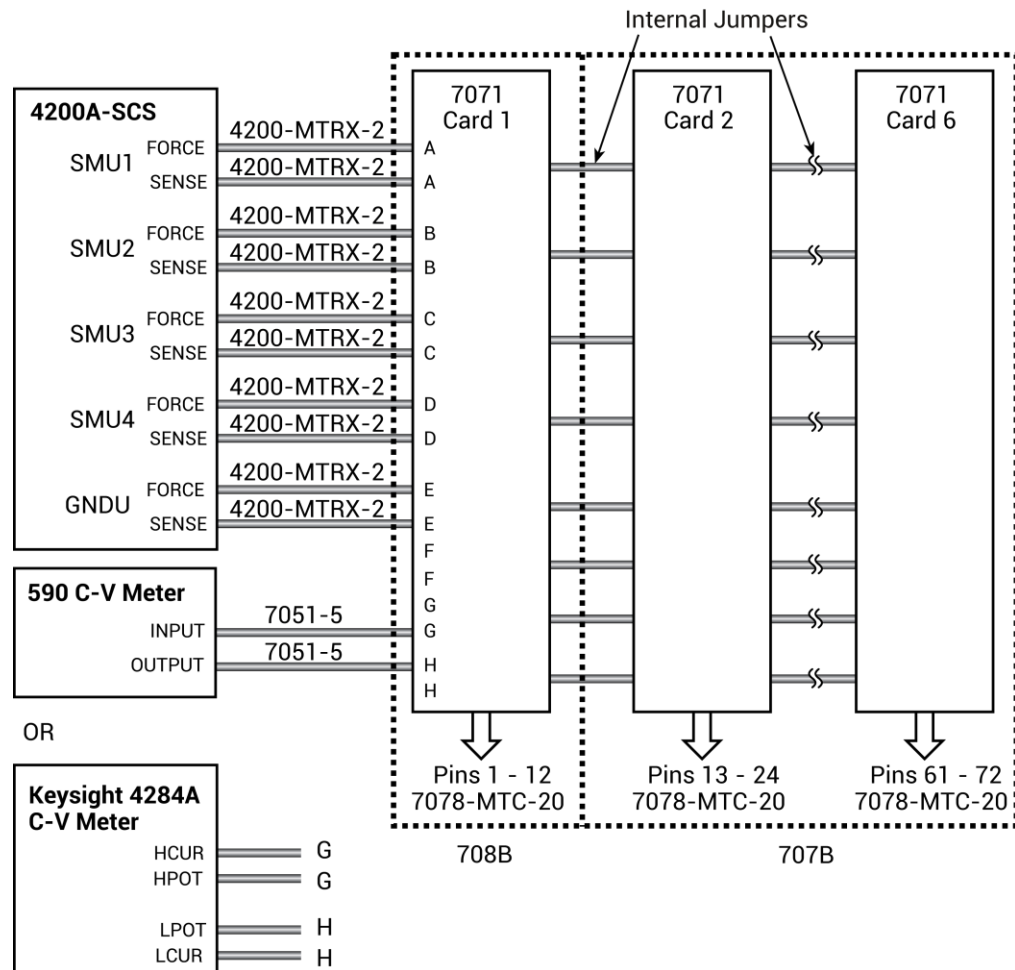 Internal Jumpers
4200A-SCS
SMU1
FORCE
4200-MTRX-2
A
SENSE
4200-MTRX-2
A
SMU2
FORCE
4200-MTRX-2
B
SENSE
4200-MTRX-2
B
SMU3
FORCE
4200-MTRX-2
C
SENSE
4200-MTRX-2
C
SMU4
FORCE
4200-MTRX-2
D
SENSE
4200-MTRX-2
D
GNDU
FORCE
4200-MTRX-2
E
SENSE
4200-MTRX-2
E
F
F
G
G
H
H
590 C-V Meter
INPUT
7051-5
OUTPUT
7051-5
OR
Keysight 4284A
C-V Meter
HCUR
G
HPOT
G
LPOT
H
LCUR
H
7071
Card 1
7071
Card 2
7071
Card 6
Pins 1 - 12
7078-MTC-20
Pins 13 - 24
7078-MTC-20
Pins 61 - 72
7078-MTC-20
708B
707B